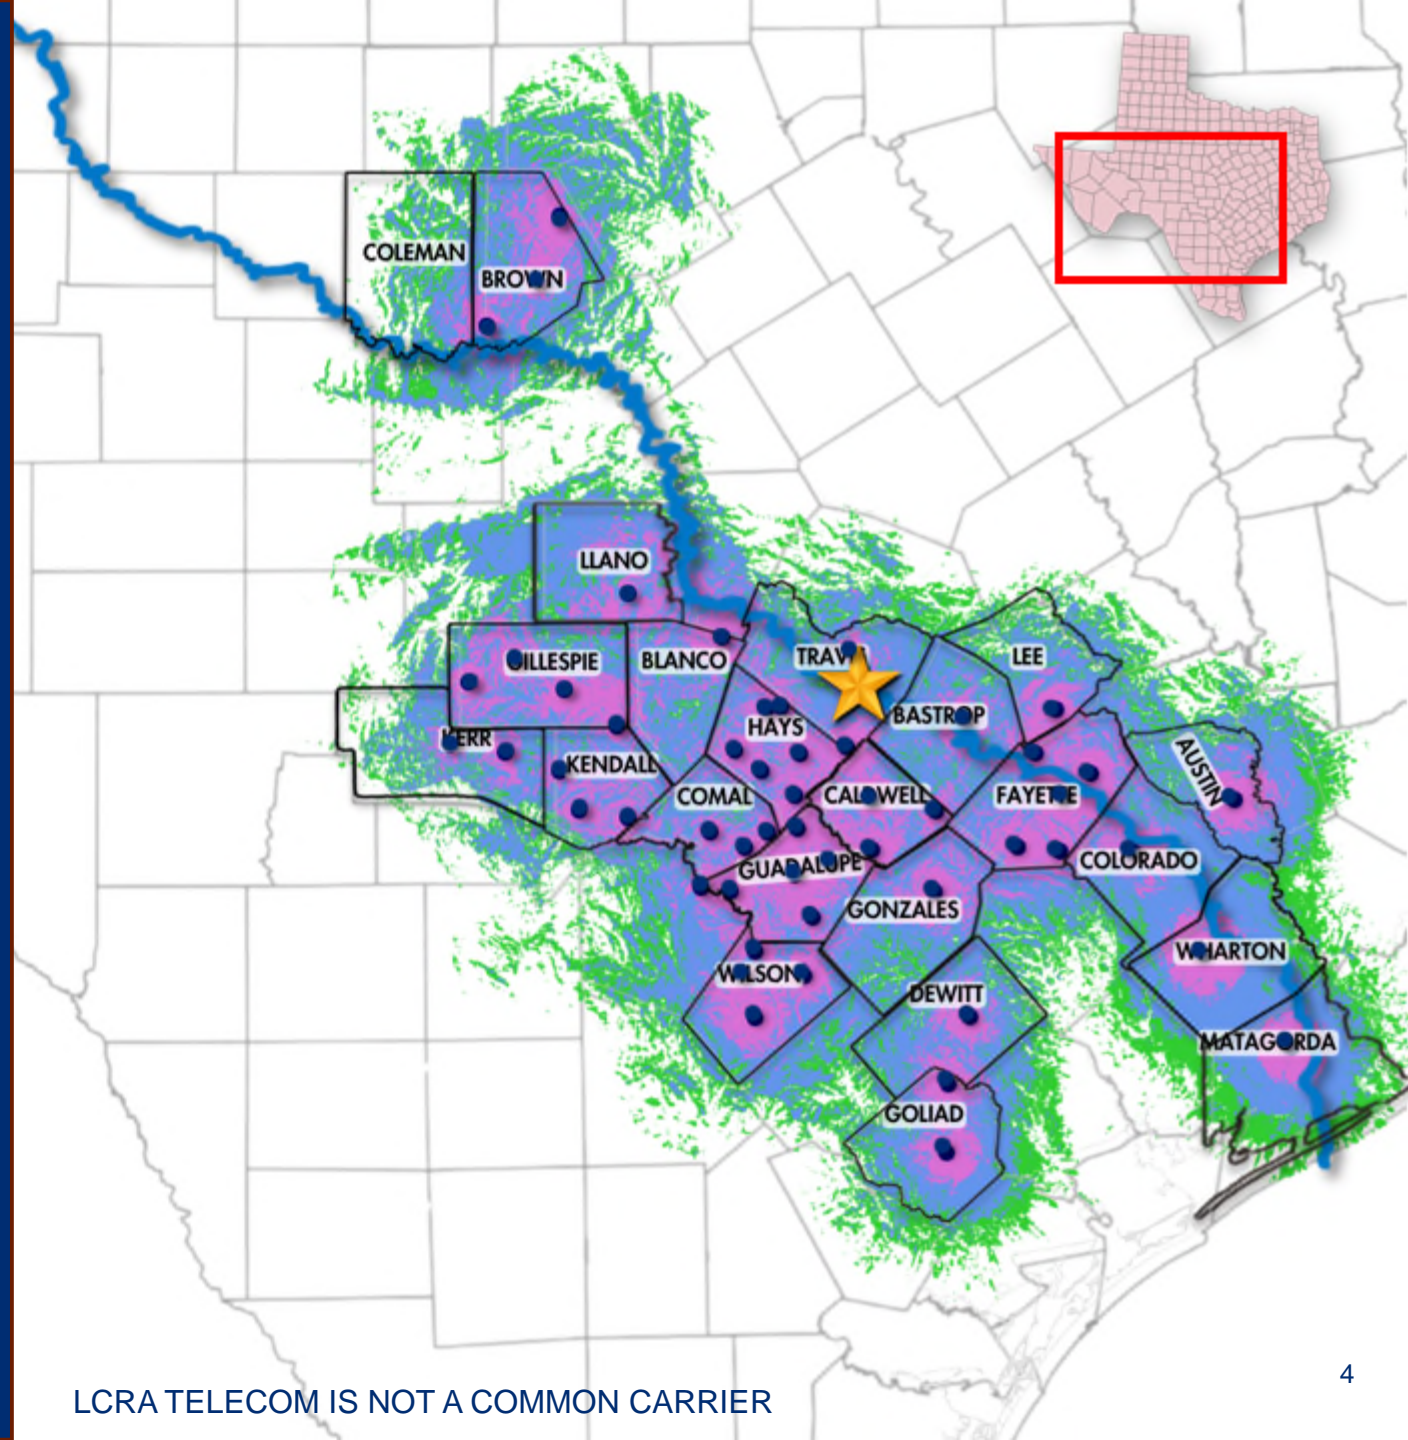 COLEMAN
BROWN
LLANO
GILLESPIE
BLANCO
TRAVIS
LEE
BASTROP
HAYS
KERR
KENDALL
AUSTIN
COMAL
CALDWELL
FAYETTE
COLORADO
GUADALUPE
GONZALES
WHARTON
WILSON
DEWITT
MATAGORDA
GOLIAD
4
LCRA TELECOM IS NOT A COMMON CARRIER